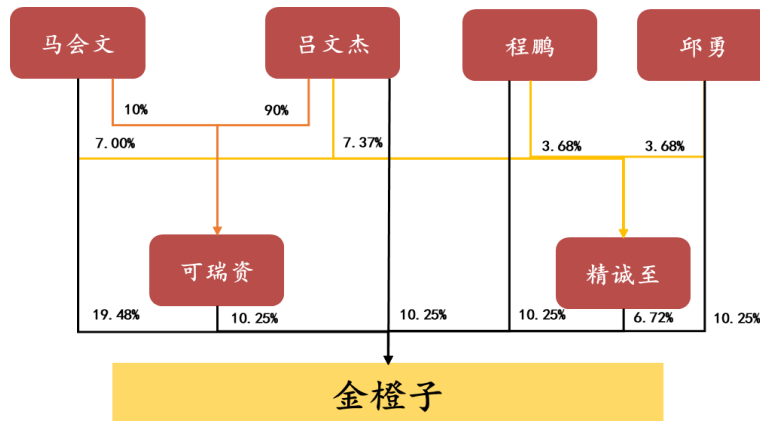 马会文
吕文杰
程鹏
邱勇
10%
90%
7.00%
7.37%
3.68%
3.68%
可瑞资
精诚至
19.48%
10.25%
10.25%
10.25%
6.72%
10.25%
金橙子